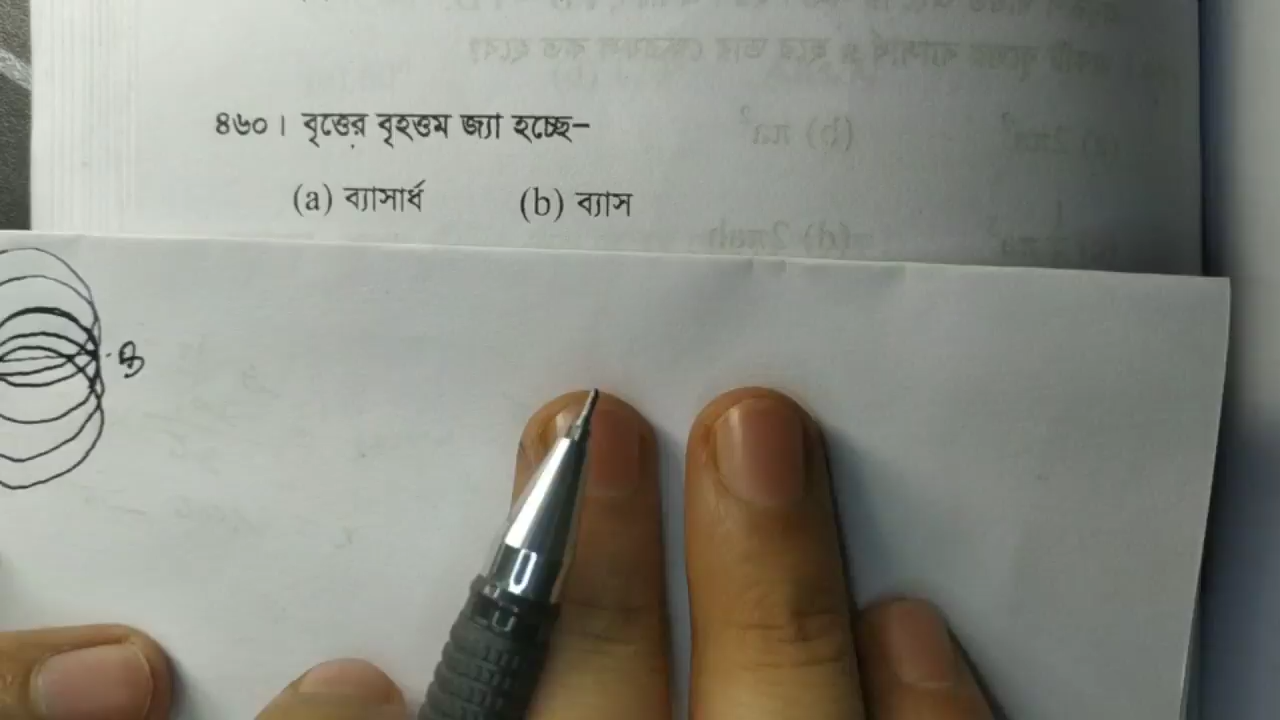 ৪৬০। বৃত্তের বৃহত্তম জ্যা হচ্ছে–
(a) ব্যাসার্ধ (b) ব্যাস